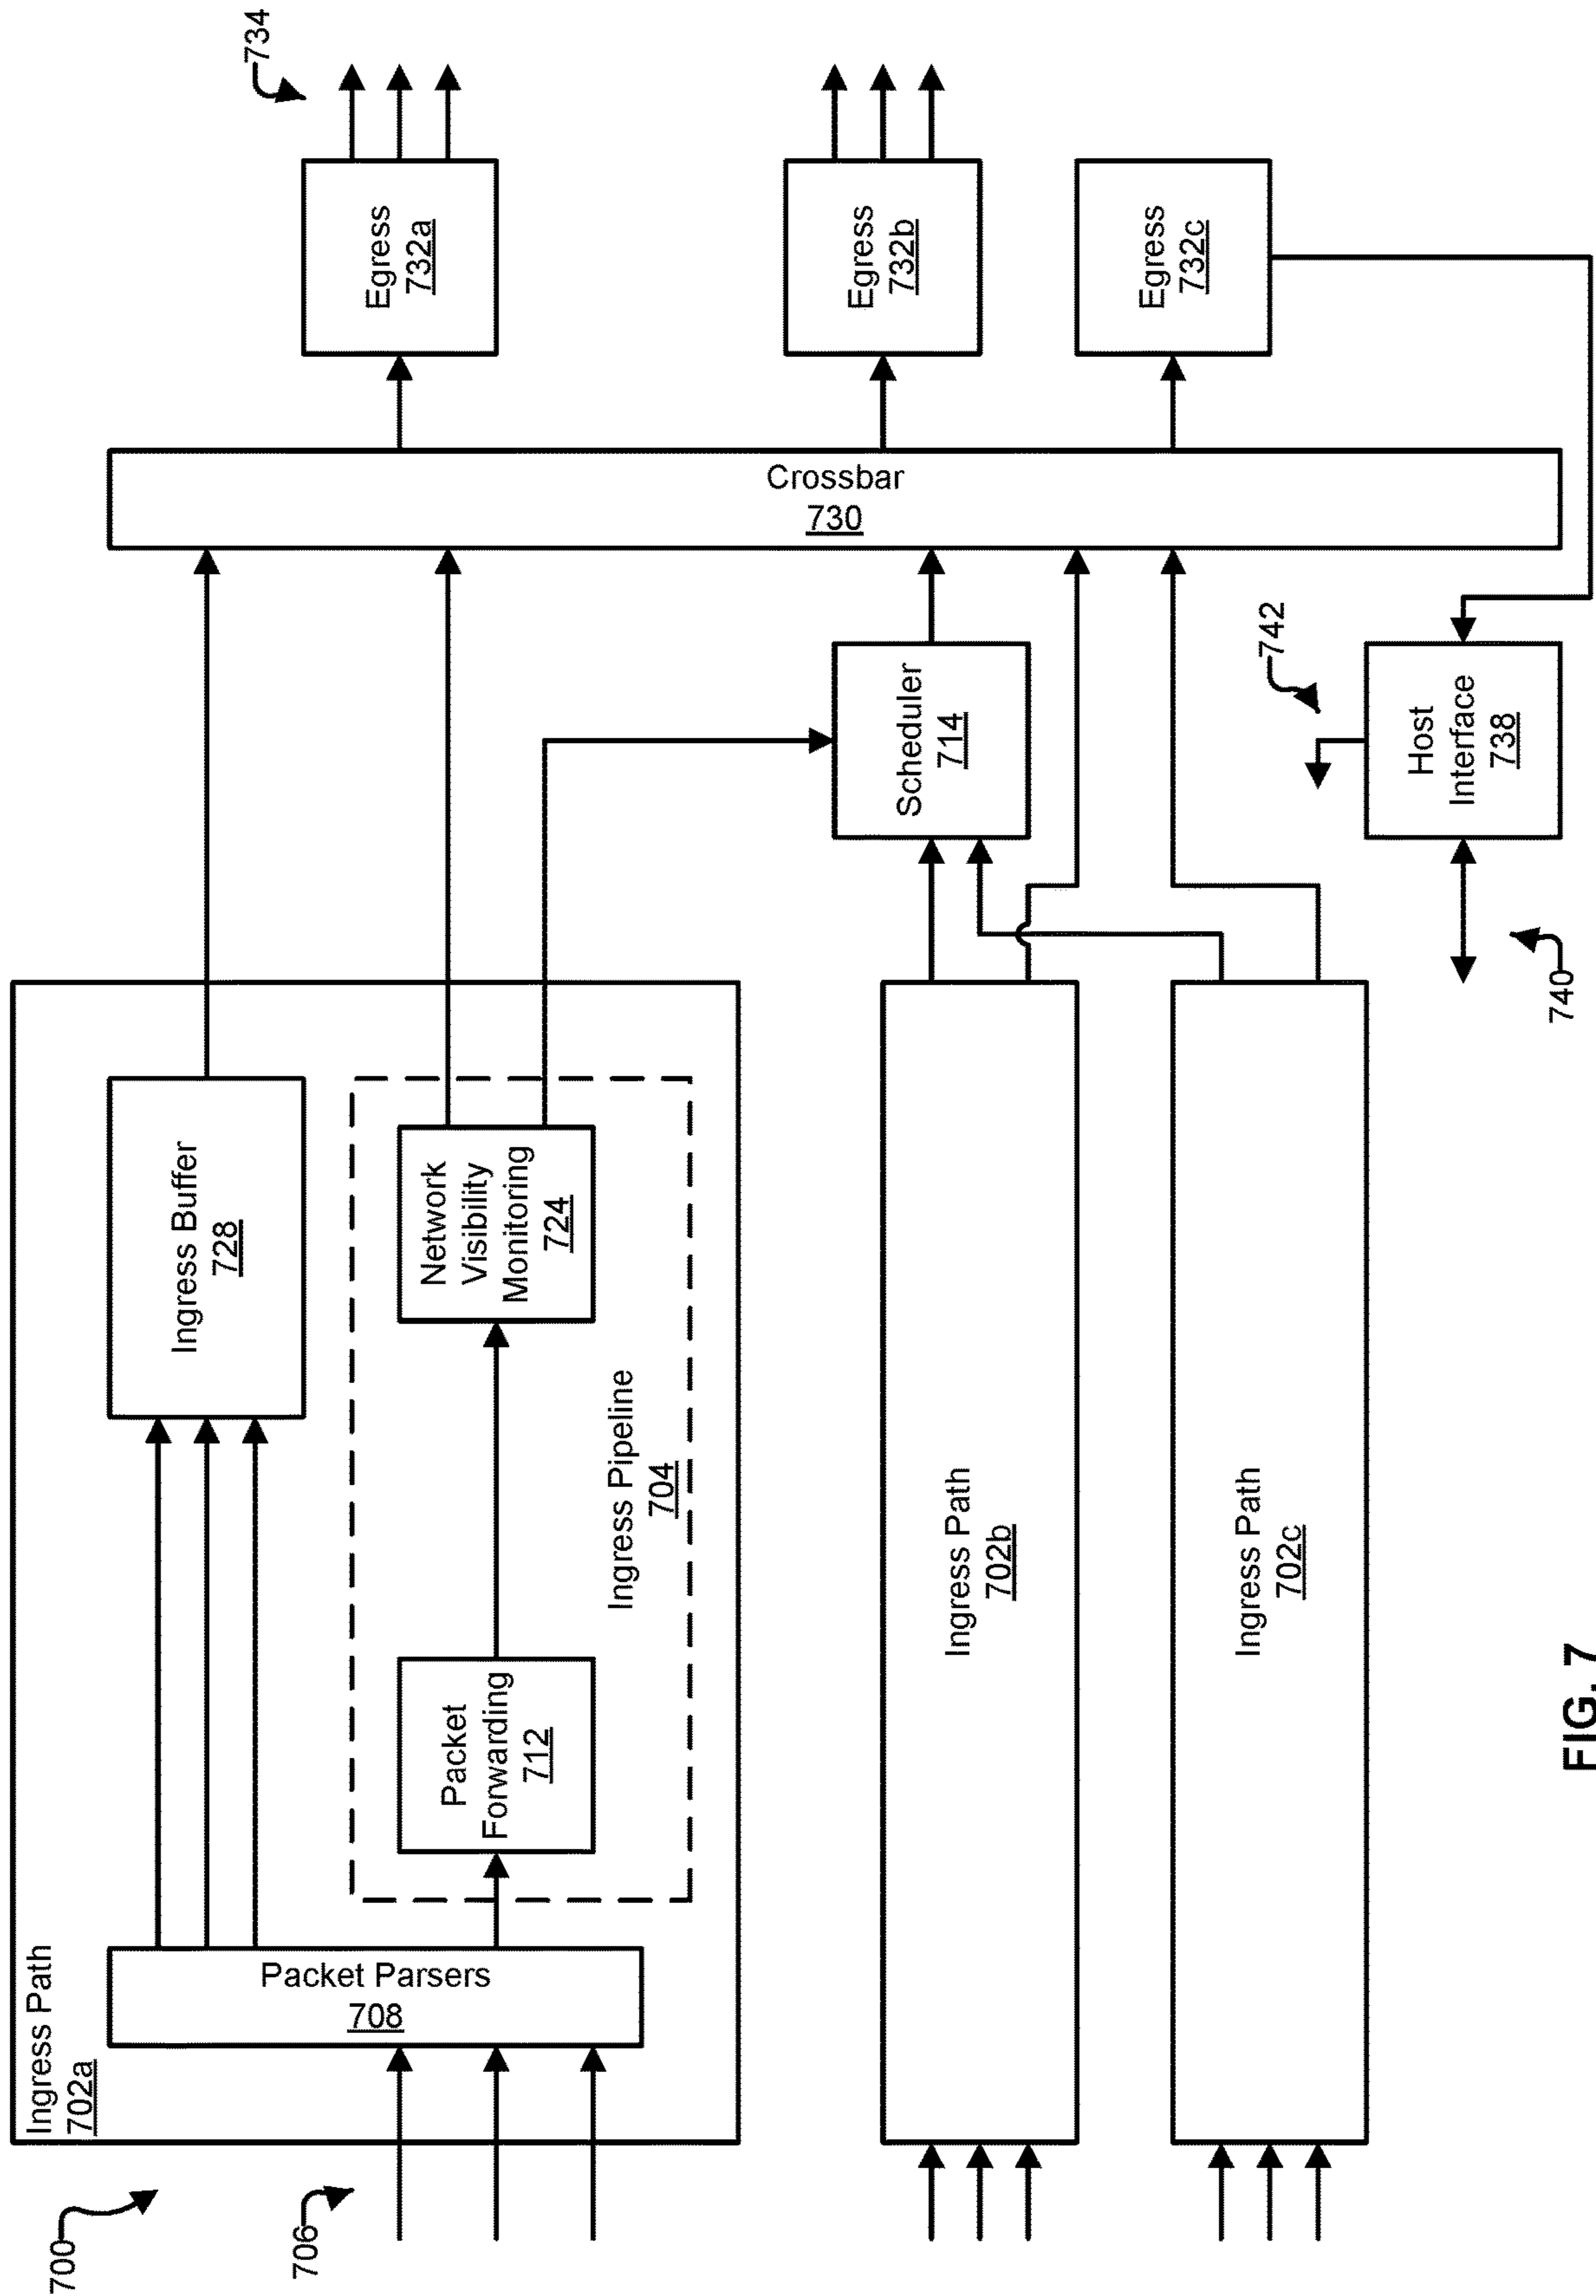 700
Ingress Path
702a
706
Packet Parsers
708
Ingress Buffer
728
Packet
Forwarding
712
Network
Visibility
Monitoring
724
Ingress Pipeline
704
Ingress Path
702b
Ingress Path
702c
Scheduler
714
Crossbar
730
Egress
732a
734
Egress
732b
Egress
732c
Host
Interface
738
742
740
FIG. 7